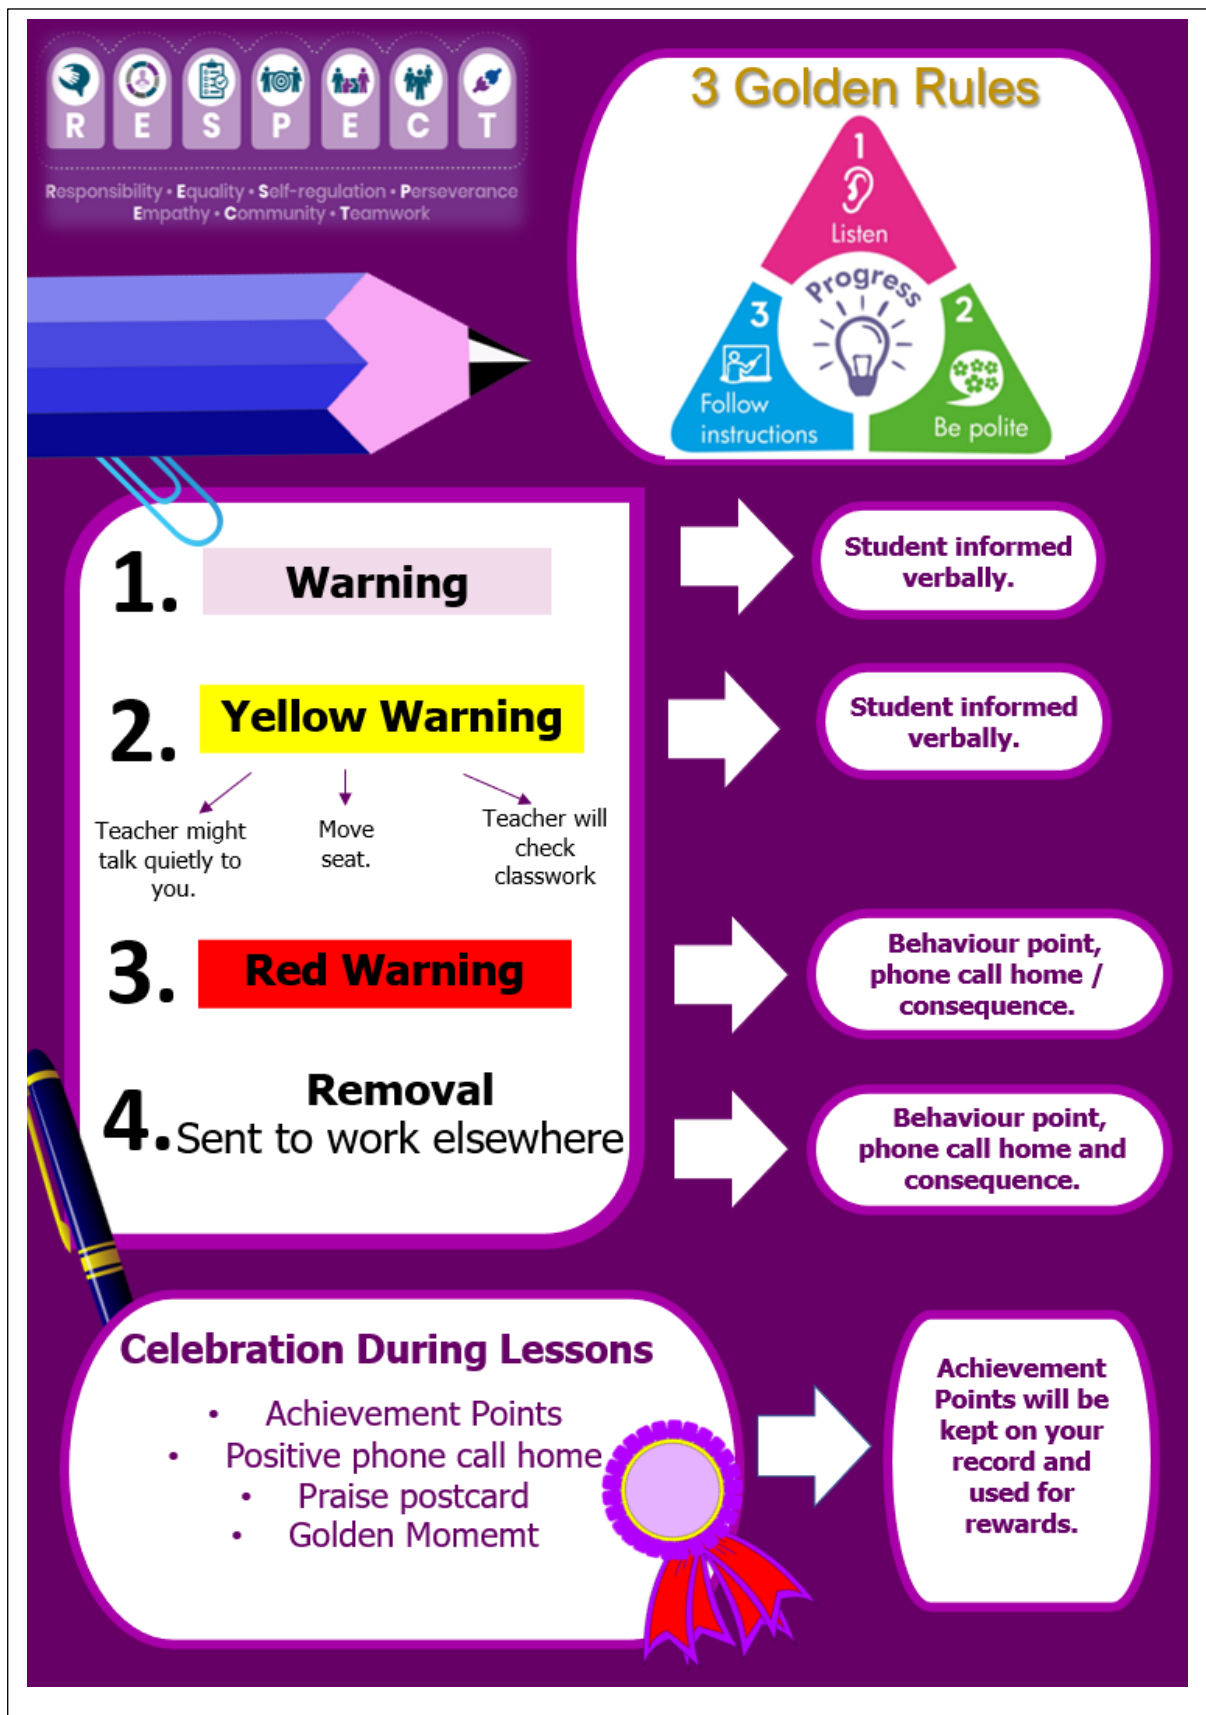 R E S P E C T
Responsibility • Equality • Self-regulation • Perseverance
Empathy • Community • Teamwork
3 Golden Rules
1
Listen
Progress
2
Be polite
3
Follow
instructions
1. Warning
Student informed
verbally.
2. Yellow Warning
Student informed
verbally.
Teacher might
talk quietly to
you.
Move
seat.
Teacher will
check
classwork
3. Red Warning
Behaviour point,
phone call home /
consequence.
4. Removal
Sent to work elsewhere
Behaviour point,
phone call home and
consequence.
Celebration During Lessons
• Achievement Points
• Positive phone call home
• Praise postcard
• Golden Momemt
Achievement
Points will be
kept on your
record and
used for
rewards.